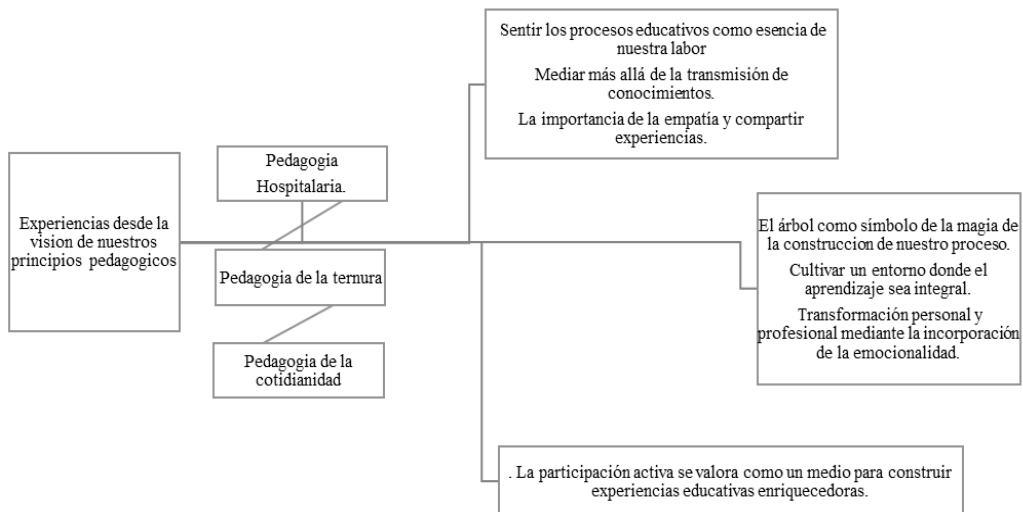 Experiencias desde la
vision de nuestros
principios pedagogicos
Pedagogia
Hospitalaria.
Pedagogia de la ternura
Pedagogia de la
cotidianidad
Sentir los procesos educativos como esencia de
nuestra labor
Mediar más allá de la transmisión de
conocimientos.
La importancia de la empatía y compartir
experiencias.
El árbol como símbolo de la magia de
la construccion de nuestro proceso.
Cultivar un entorno donde el
aprendizaje sea integral.
Transformación personal y
profesional mediante la incorporación
de la emocionalidad.
. La participación activa se valora como un medio para construir
experiencias educativas enriquecedoras.